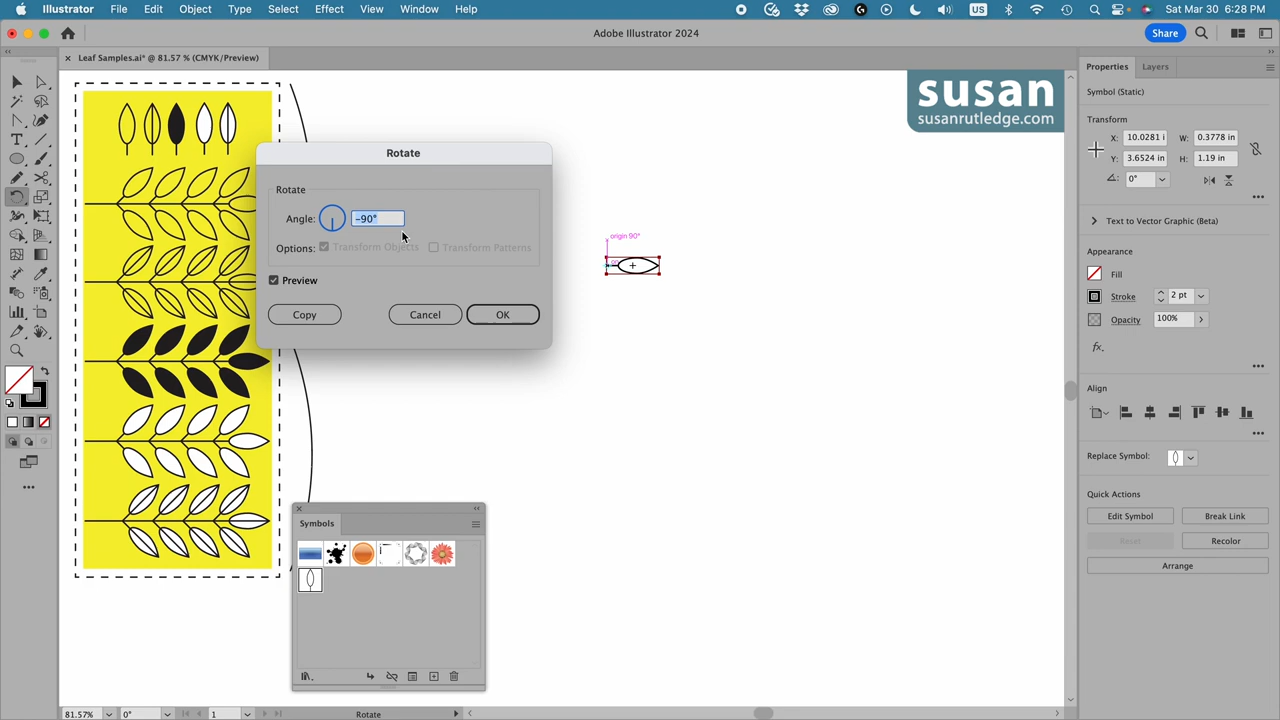 Illustrator File Edit Object Type Select Effect View Window Help US Sat Mar 30 6:28 PM
Adobe Illustrator 2024 Share
Leaf Samples.ai* @ 81.57 % (CMYK/Preview)
susan
susanrutledge.com
Rotate
Rotate
Angle: -90°
Options: Transform Objects Transform Patterns
Preview
Copy Cancel OK
origin 90°
Symbols
Properties Layers
Symbol (Static)
Transform
X: 10.0281 i W: 0.3778 in
Y: 3.6524 in H: 1.19 in
0°
Text to Vector Graphic (Beta)
Appearance
Fill
Stroke 2 pt
Opacity 100%
fx.
Align
Replace Symbol:
Quick Actions
Edit Symbol Break Link
Reset Recolor
Arrange
81.57% 0° 1 Rotate